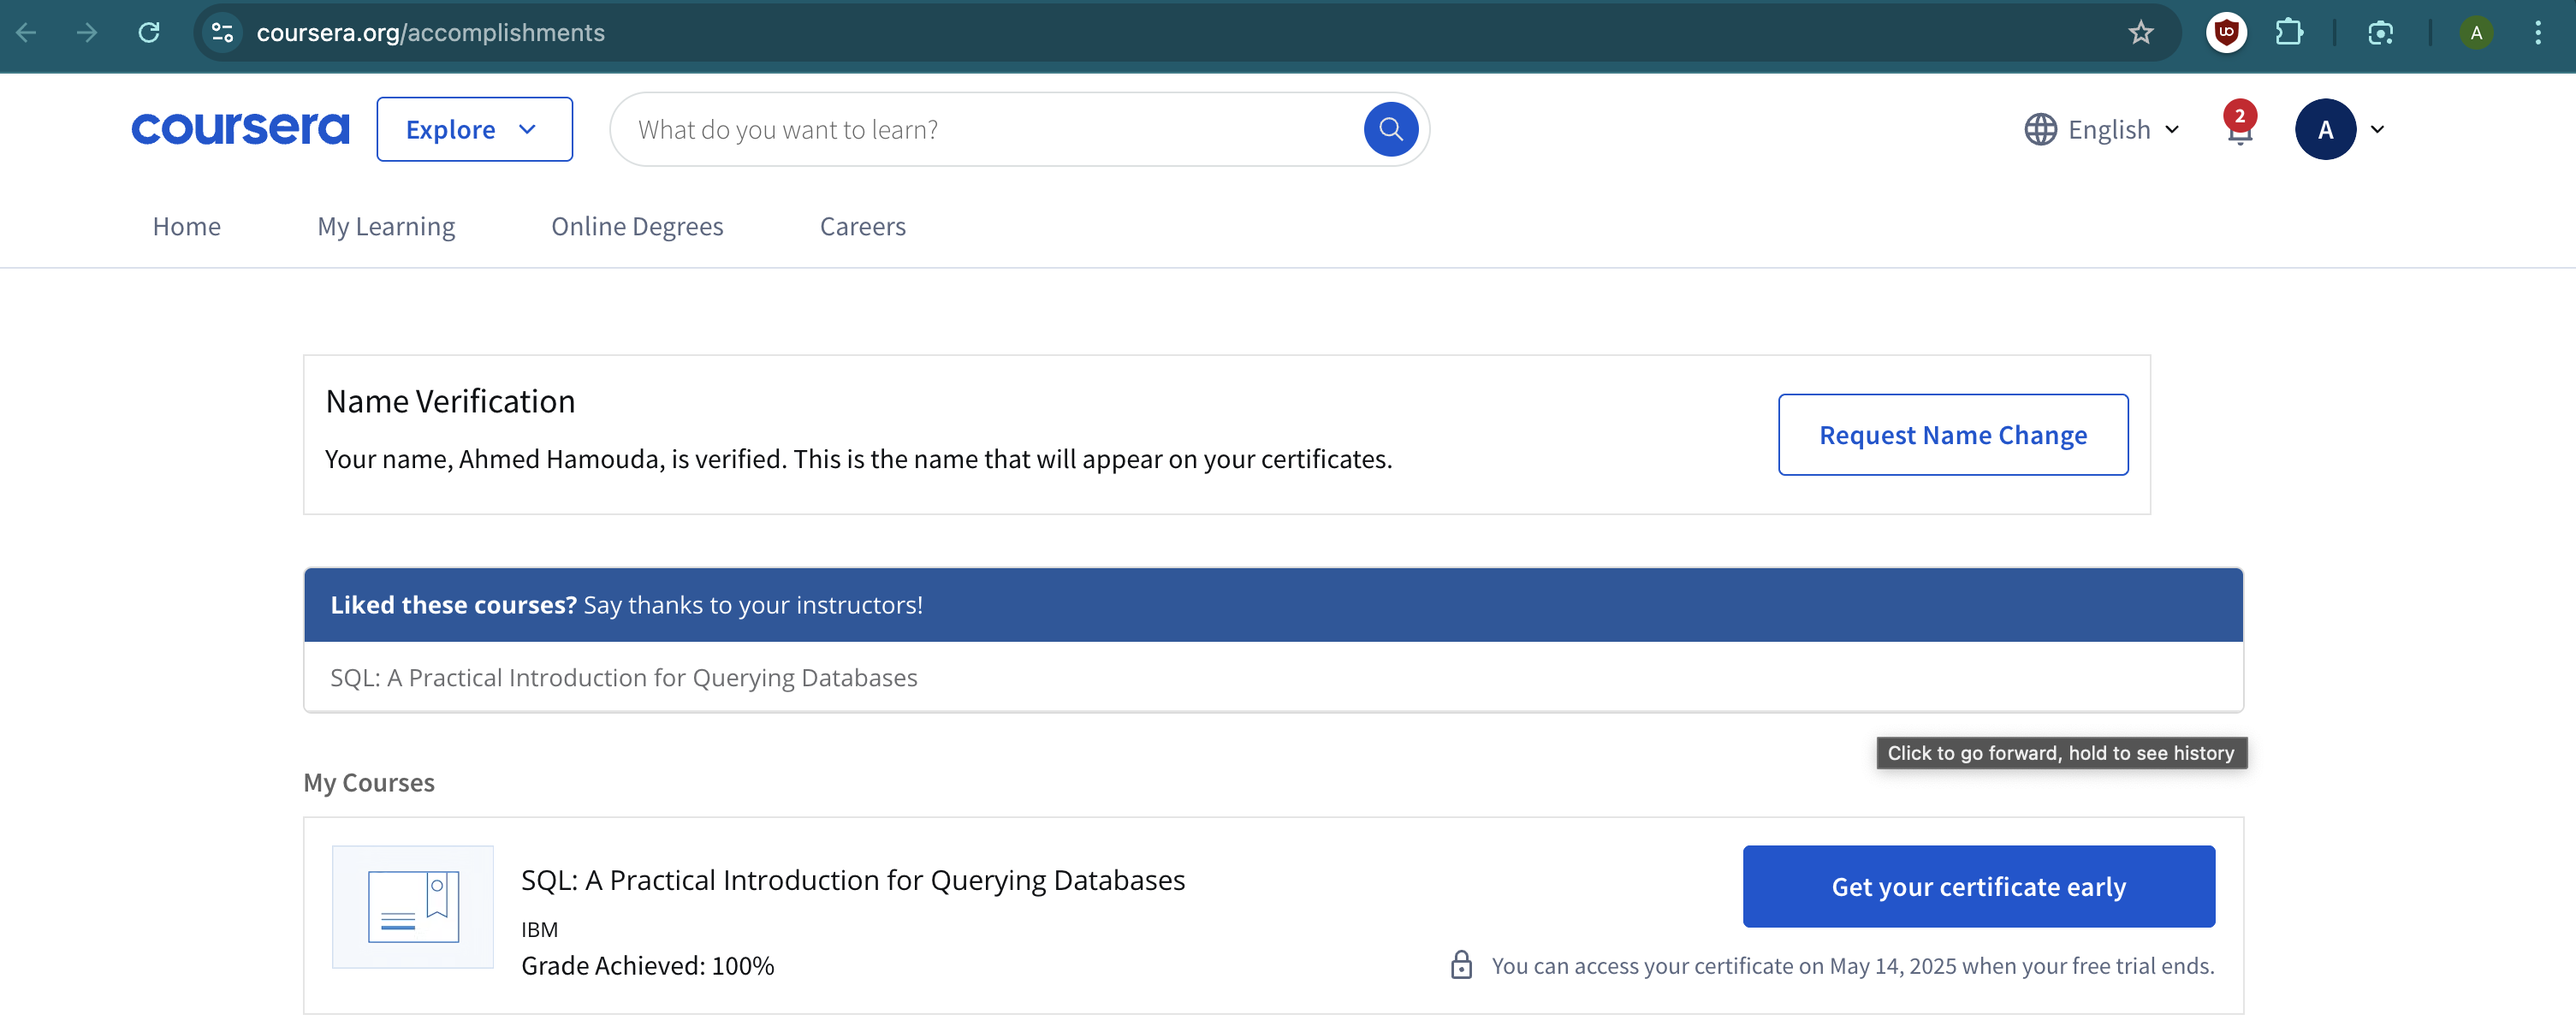 coursera.org/accomplishments
A
coursera
Explore
What do you want to learn?
English
2
A
Home
My Learning
Online Degrees
Careers
Name Verification
Your name, Ahmed Hamouda, is verified. This is the name that will appear on your certificates.
Request Name Change
Liked these courses? Say thanks to your instructors!
SQL: A Practical Introduction for Querying Databases
Click to go forward, hold to see history
My Courses
SQL: A Practical Introduction for Querying Databases
IBM
Grade Achieved: 100%
Get your certificate early
You can access your certificate on May 14, 2025 when your free trial ends.